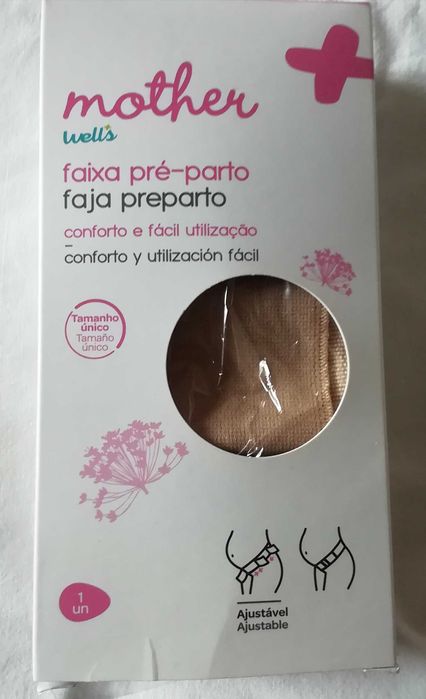 mother
well's
faixa pré-parto
faja preparto
conforto e fácil utilização
–
conforto y utilización fácil
Tamanho
único
Tamaño
único
1
un
Ajustável
Ajustable